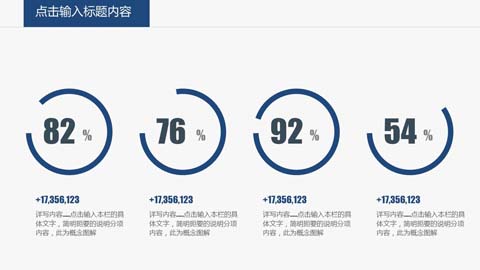 点击输入标题内容
82 %
76 %
92 %
54 %
+17,356,123
详写内容……点击输入本栏的具
体文字，简明扼要的说明分项
内容，此为概念图解
+17,356,123
详写内容……点击输入本栏的具
体文字，简明扼要的说明分项
内容，此为概念图解
+17,356,123
详写内容……点击输入本栏的具
体文字，简明扼要的说明分项
内容，此为概念图解
+17,356,123
详写内容……点击输入本栏的具
体文字，简明扼要的说明分项
内容，此为概念图解